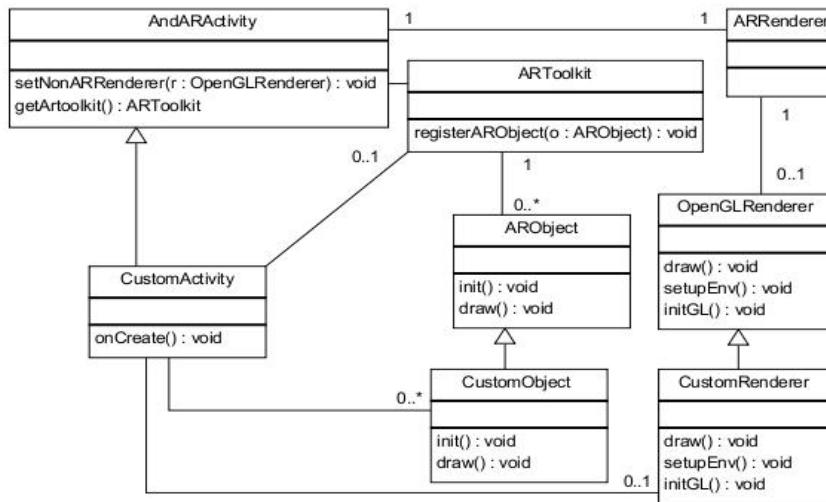 AndARActivity
setNonARRenderer(r : OpenGLRenderer) : void
getArtoolkit() : ARToolkit
1
1
ARRenderer
ARToolkit
registerARObject(o : ARObject) : void
0..1
1
0..*
1
0..1
ARObject
init() : void
draw() : void
OpenGLRenderer
draw() : void
setupEnv() : void
initGL() : void
CustomActivity
onCreate() : void
0..*
CustomObject
init() : void
draw() : void
0..1
CustomRenderer
draw() : void
setupEnv() : void
initGL() : void